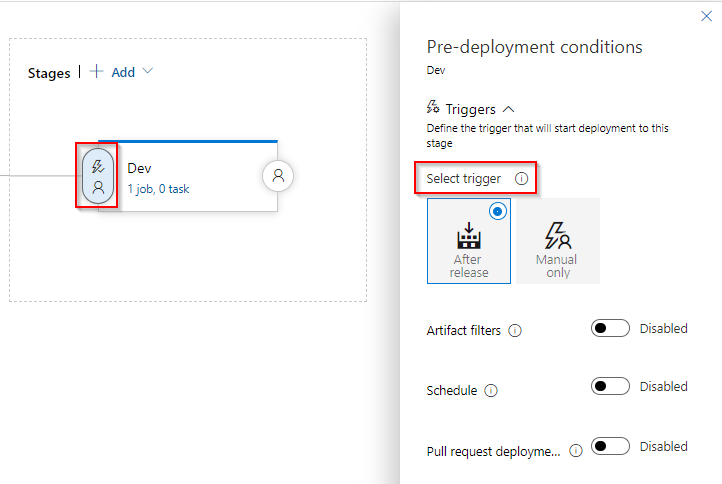 Stages
Add
Dev
1 job, 0 task
Pre-deployment conditions
Dev
Triggers
Define the trigger that will start deployment to this
stage
Select trigger
After
release
Manual
only
Artifact filters
Disabled
Schedule
Disabled
Pull request deployme...
Disabled